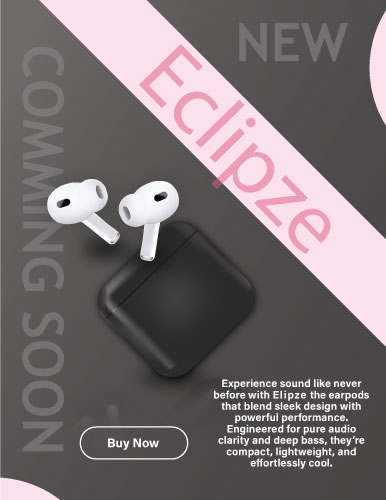 NEW
Eclipze
COMMING SOON
Experience sound like never
before with Elipze the earpods
that blend sleek design with
powerful performance.
Engineered for pure audio
clarity and deep bass, they're
compact, lightweight, and
effortlessly cool.
Buy Now